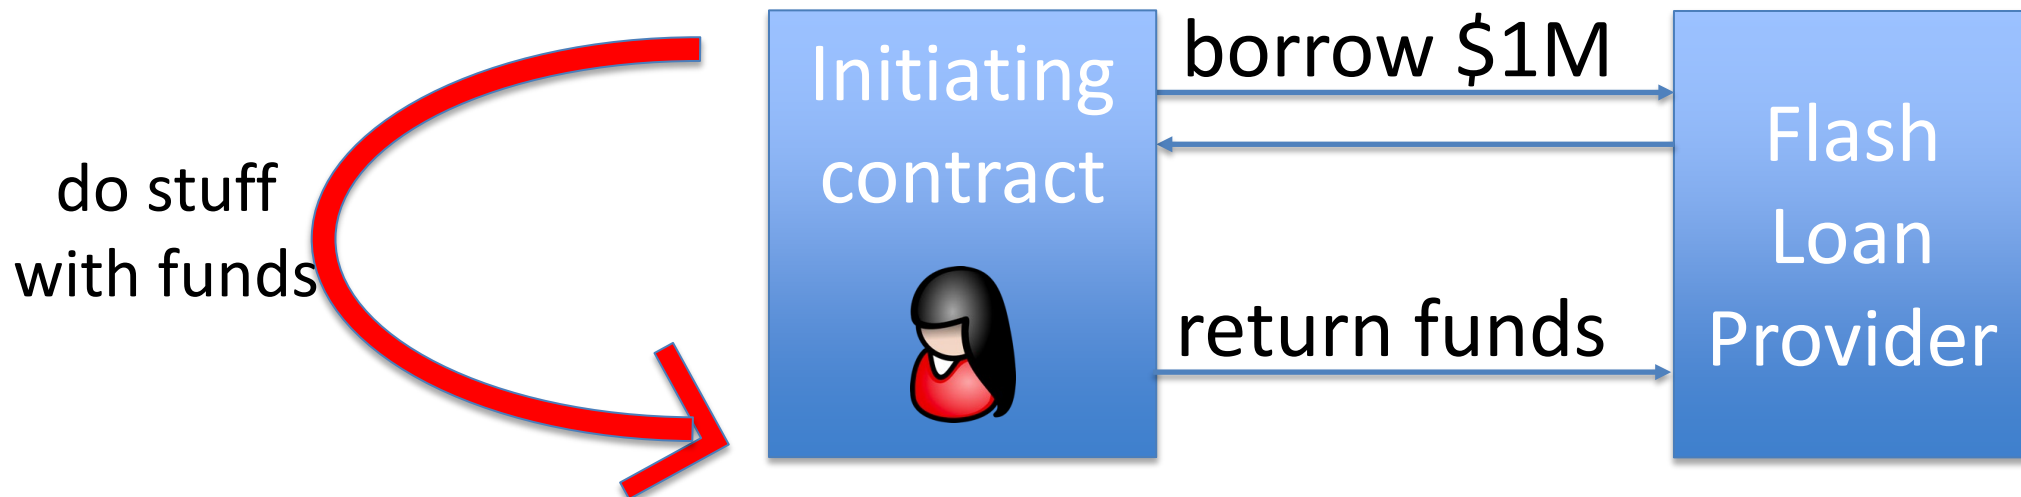 do stuff
with funds
Initiating
contract
borrow $1M
return funds
Flash
Loan
Provider